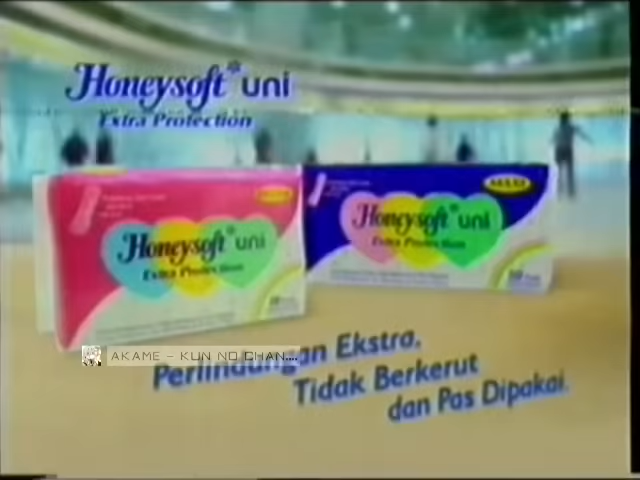 Honeysoft uni
Extra Protection
Honeysoft uni
Extra Protection
MAXI
Honeysoft uni
Extra Protection
AKAME - KUN NO CHAN....
Perlindungan Ekstra.
Tidak Berkerut
dan Pas Dipakai.